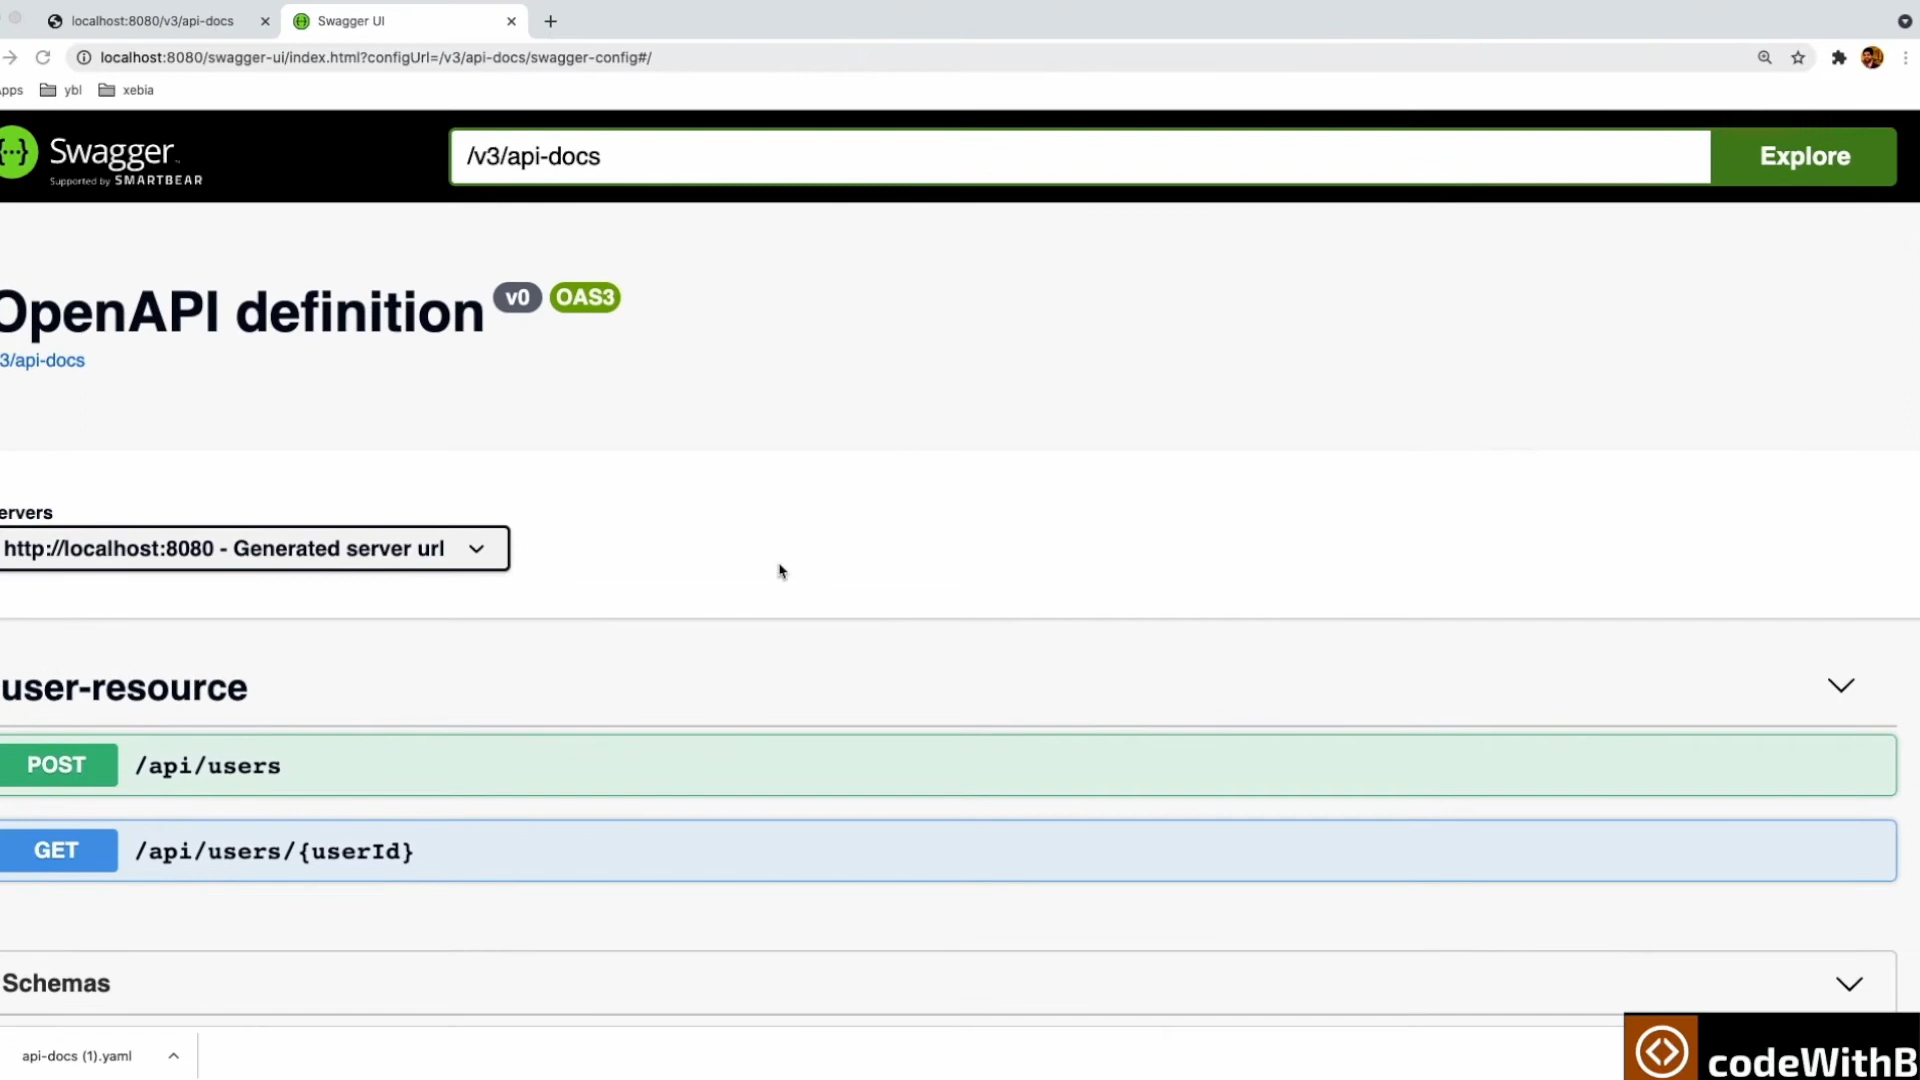 localhost:8080/v3/api-docs
Swagger UI
localhost:8080/swagger-ui/index.html?configUrl=/v3/api-docs/swagger-config#/
pps
ybl
xebia
Swagger
Supported by SMARTBEAR
/v3/api-docs
Explore
OpenAPI definition v0 OAS3
3/api-docs
ervers
http://localhost:8080 - Generated server url
user-resource
POST /api/users
GET /api/users/{userId}
Schemas
api-docs (1).yaml
codeWithB